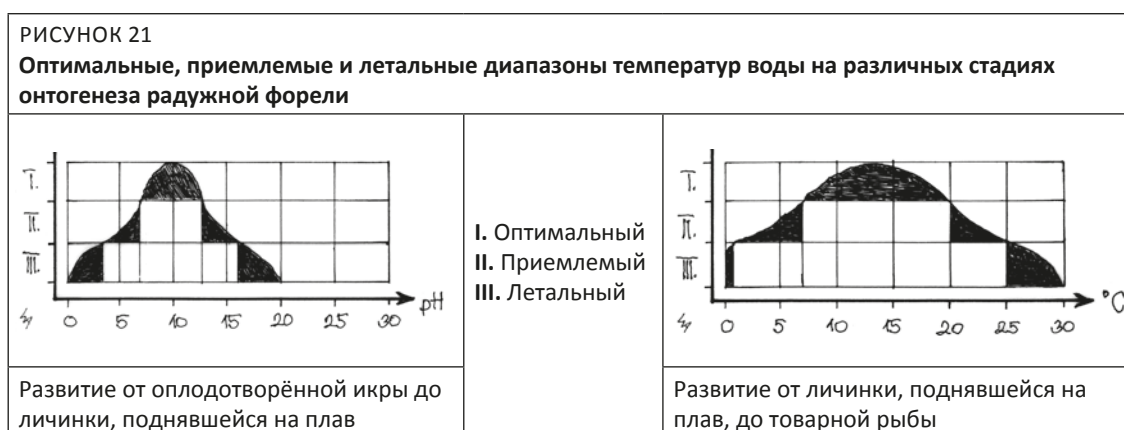 РИСУНОК 21
Оптимальные, приемлемые и летальные диапазоны температур воды на различных стадиях
онтогенеза радужной форели
I.
II.
III.
0 5 10 15 20 25 30 pH
Развитие от оплодотворённой икры до
личинки, поднявшейся на плав
I. Оптимальный
II. Приемлемый
III. Летальный
I.
II.
III.
0 5 10 15 20 25 30 °C
Развитие от личинки, поднявшейся на
плав, до товарной рыбы